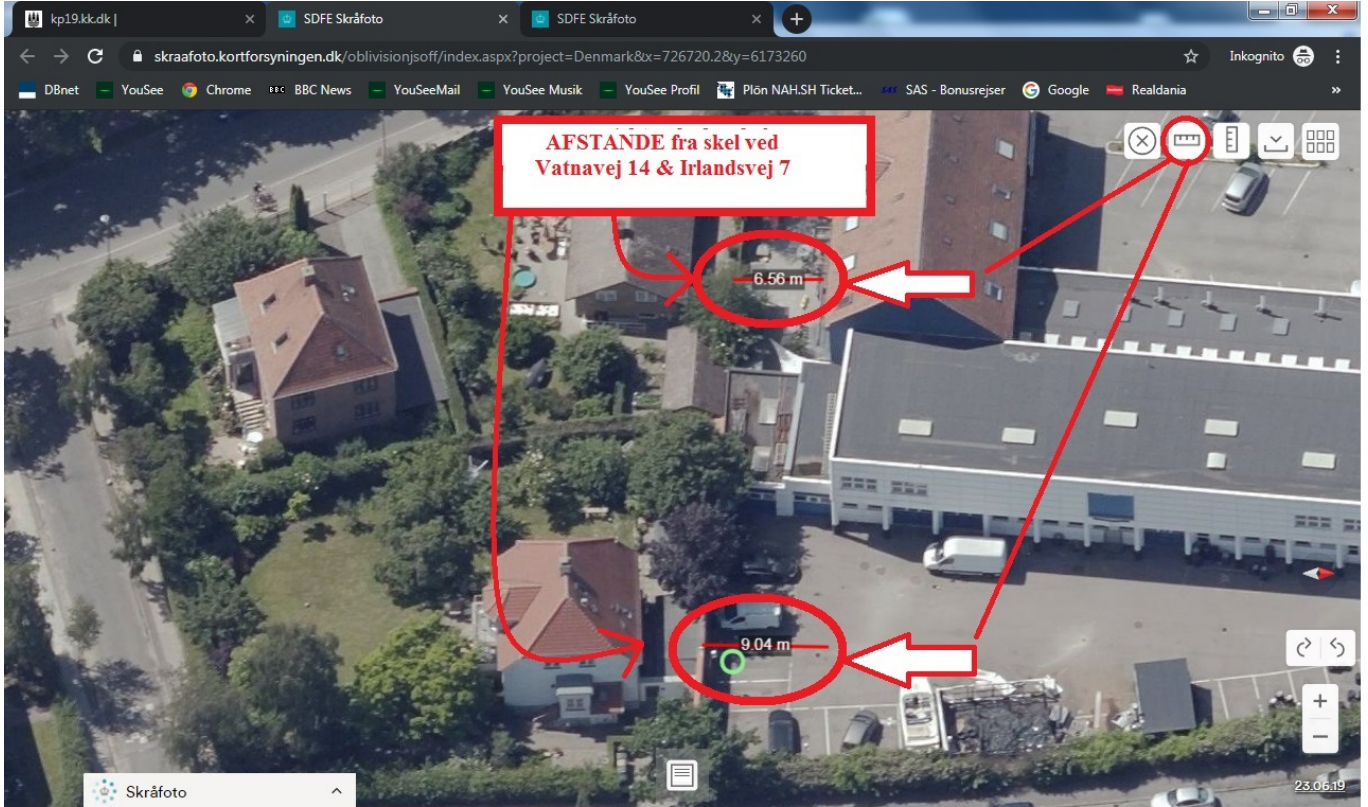 kp19.kk.dk |
SDFE Skråfoto
SDFE Skråfoto
skraafoto.kortforsyningen.dk/oblivisionjsoff/index.aspx?project=Denmark&x=726720.2&y=6173260
Inkognito
DBnet YouSee Chrome BBC BBC News YouSeeMail YouSee Musik YouSee Profil Plön NAH.SH Ticket... SAS SAS - Bonusrejser Google Realdania »
AFSTANDE fra skel ved
Vatnavej 14 & Irlandsvej 7
6.56 m
9.04 m
Skråfoto
23.06.19